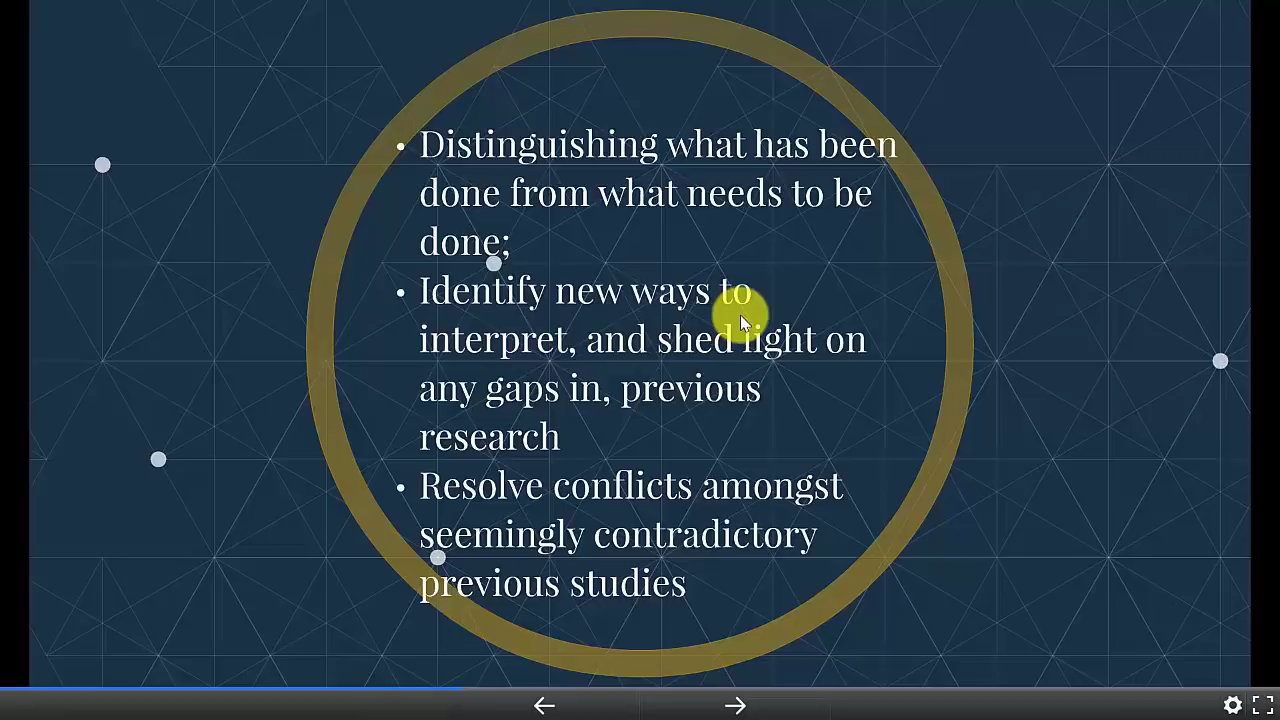 • Distinguishing what has been
done from what needs to be
done;
• Identify new ways to
interpret, and shed light on
any gaps in, previous
research
• Resolve conflicts amongst
seemingly contradictory
previous studies